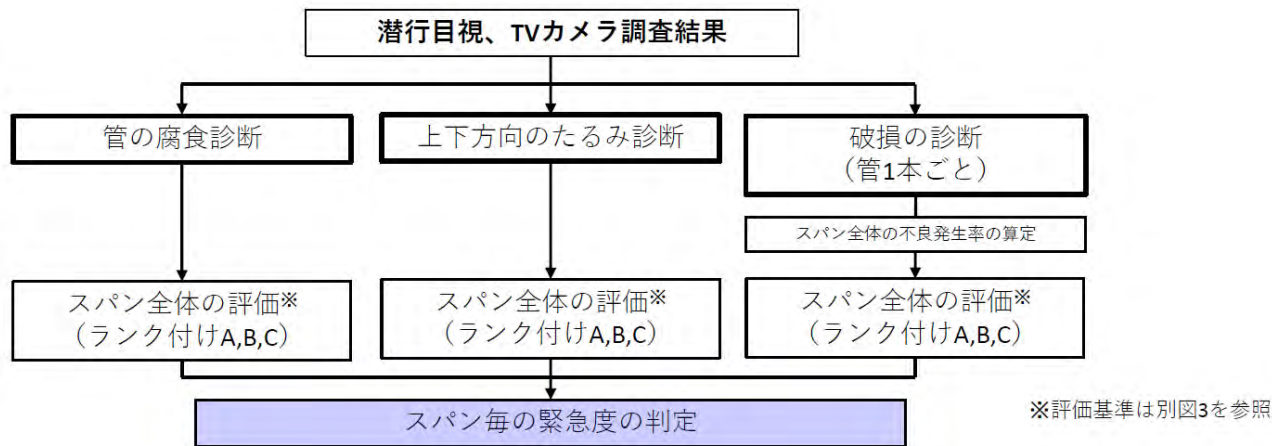 潜行目視、TVカメラ調査結果
管の腐食診断
上下方向のたるみ診断
破損の診断
（管1本ごと）
スパン全体の不良発生率の算定
スパン全体の評価※
（ランク付けA,B,C）
スパン全体の評価※
（ランク付けA,B,C）
スパン全体の評価※
（ランク付けA,B,C）
スパン毎の緊急度の判定
※評価基準は別図3を参照